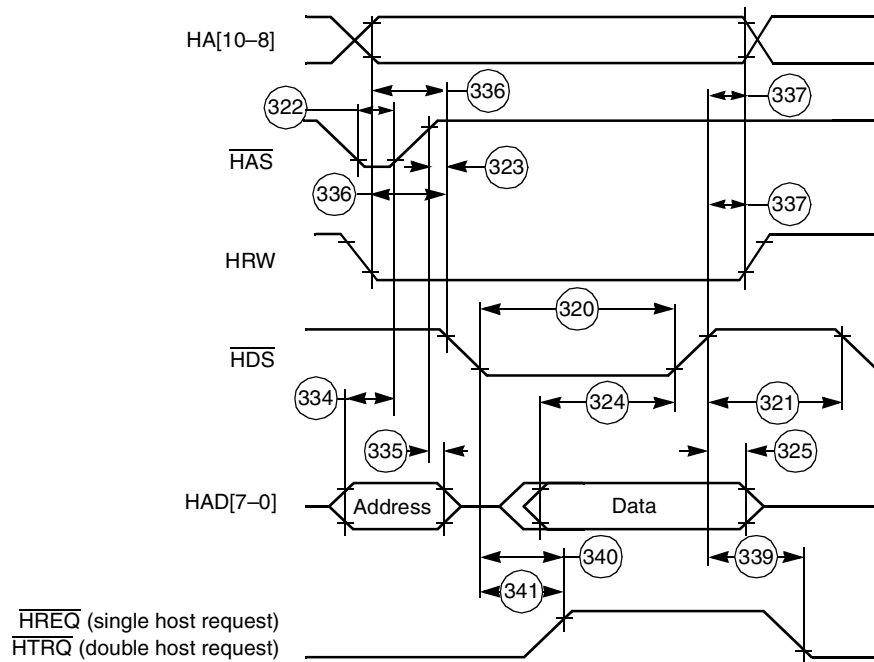 HA[10–8]
336
337
322
HAS
323
336
337
HRW
320
HDS
334
324
321
335
325
HAD[7–0]
Address
Data
340
339
341
HREQ (single host request)
HTRQ (double host request)